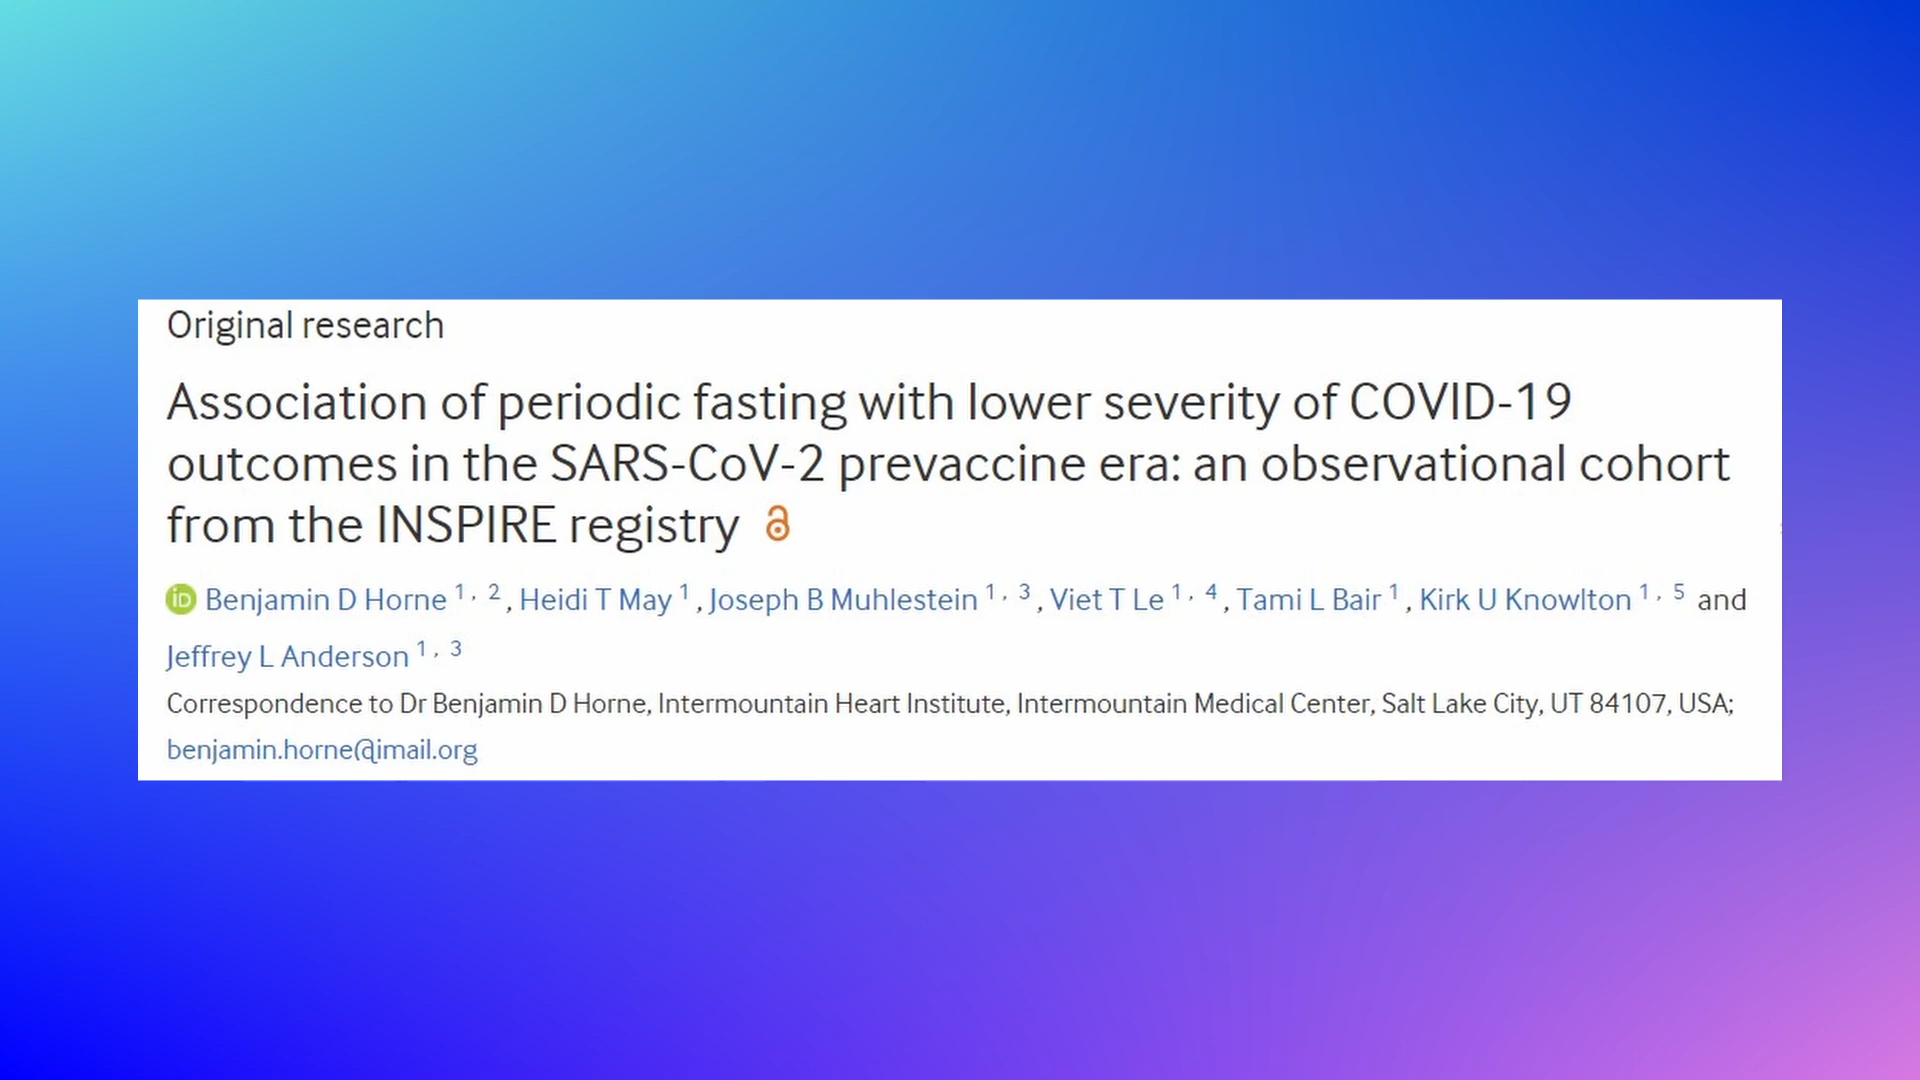 Original research
Association of periodic fasting with lower severity of COVID-19
outcomes in the SARS-CoV-2 prevaccine era: an observational cohort
from the INSPIRE registry
iD Benjamin D Horne 1, 2, Heidi T May 1, Joseph B Muhlestein 1, 3, Viet T Le 1, 4, Tami L Bair 1, Kirk U Knowlton 1, 5 and
Jeffrey L Anderson 1, 3
Correspondence to Dr Benjamin D Horne, Intermountain Heart Institute, Intermountain Medical Center, Salt Lake City, UT 84107, USA;
benjamin.horne@imail.org